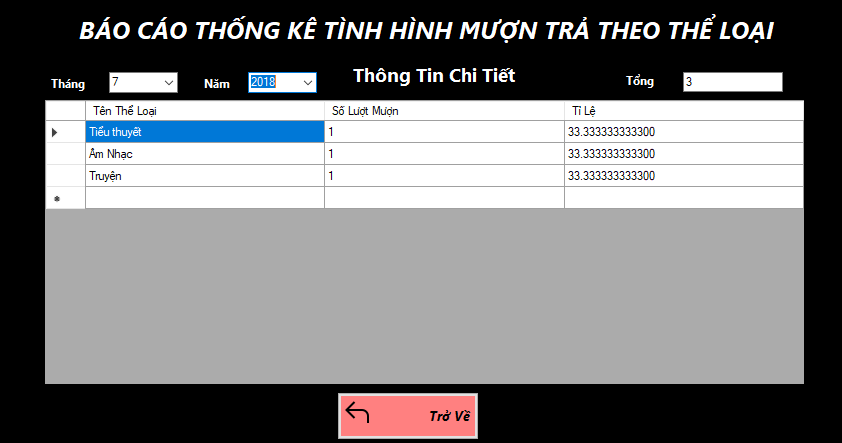 BÁO CÁO THỐNG KÊ TÌNH HÌNH MƯỢN TRẢ THEO THỂ LOẠI
Tháng 7 Năm 2018 Thông Tin Chi Tiết Tổng 3
Tên Thể Loại Số Lượt Mượn Tỉ Lệ
Tiểu thuyết 1 33.333333333300
Âm Nhạc 1 33.333333333300
Truyện 1 33.333333333300
Trở Về